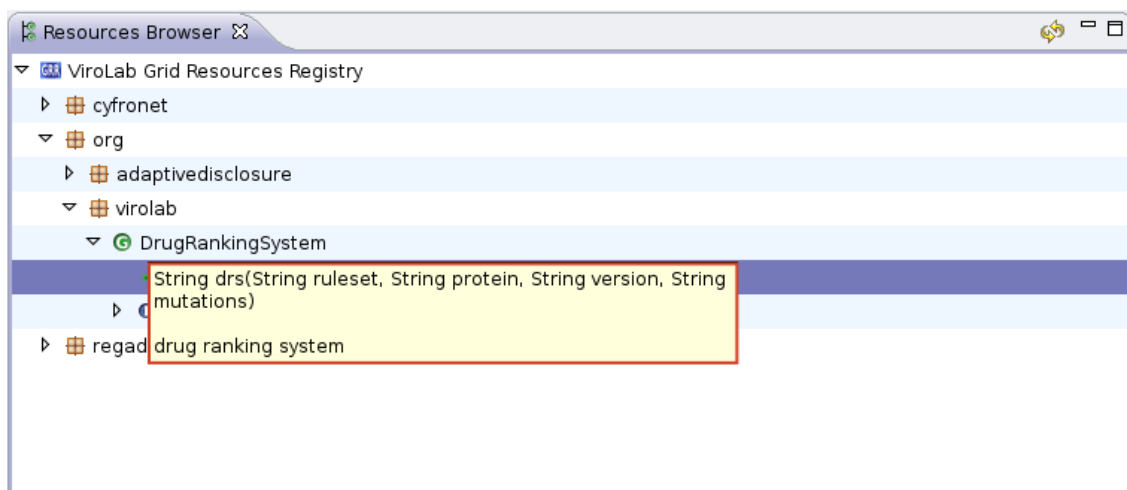 Resources Browser
GRR ViroLab Grid Resources Registry
cyfronet
org
adaptivedisclosure
virolab
G DrugRankingSystem
String drs(String ruleset, String protein, String version, String
mutations)
regad drug ranking system